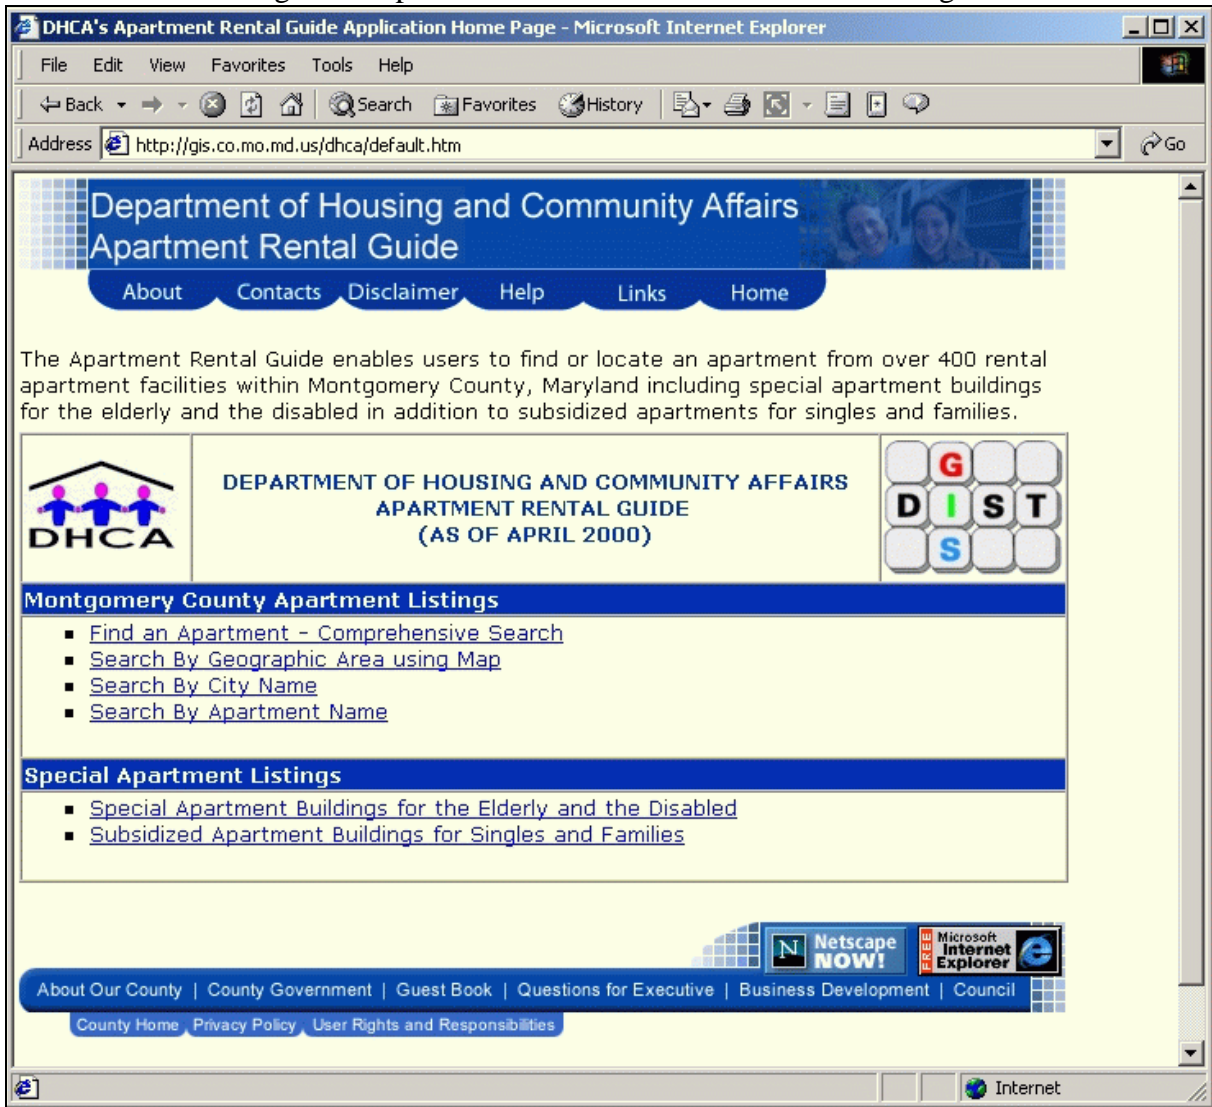 DHCA's Apartment Rental Guide Application Home Page - Microsoft Internet Explorer
File Edit View Favorites Tools Help
Back Search Favorites History
Address http://gis.co.mo.md.us/dhca/default.htm Go
Department of Housing and Community Affairs
Apartment Rental Guide
About Contacts Disclaimer Help Links Home
The Apartment Rental Guide enables users to find or locate an apartment from over 400 rental
apartment facilities within Montgomery County, Maryland including special apartment buildings
for the elderly and the disabled in addition to subsidized apartments for singles and families.
DHCA
DEPARTMENT OF HOUSING AND COMMUNITY AFFAIRS
APARTMENT RENTAL GUIDE
(AS OF APRIL 2000)
G
D I S T
S
Montgomery County Apartment Listings
Find an Apartment - Comprehensive Search
Search By Geographic Area using Map
Search By City Name
Search By Apartment Name
Special Apartment Listings
Special Apartment Buildings for the Elderly and the Disabled
Subsidized Apartment Buildings for Singles and Families
N Netscape NOW!
FREE Microsoft Internet Explorer
About Our County | County Government | Guest Book | Questions for Executive | Business Development | Council
County Home Privacy Policy User Rights and Responsibilities
Internet